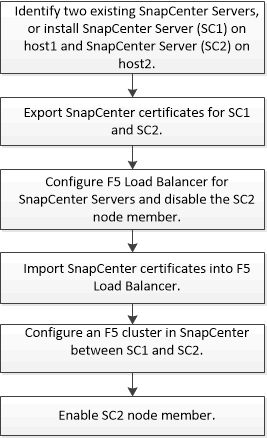 Identify two existing SnapCenter Servers,
or install SnapCenter Server (SC1) on
host1 and SnapCenter Server (SC2) on
host2.
Export SnapCenter certificates for SC1
and SC2.
Configure F5 Load Balancer for
SnapCenter Servers and disable the SC2
node member.
Import SnapCenter certificates into F5
Load Balancer.
Configure an F5 cluster in SnapCenter
between SC1 and SC2.
Enable SC2 node member.